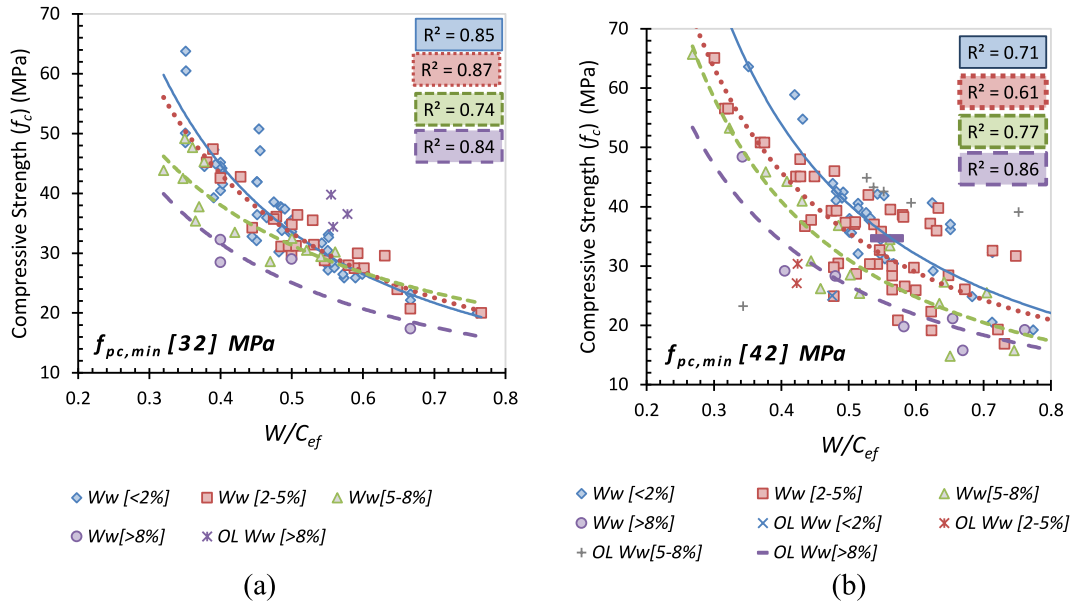 70
60
50
40
30
20
10
Compressive Strength (fc) (MPa)
R² = 0.85
R² = 0.87
R² = 0.74
R² = 0.84
fpc,min [32] MPa
0.2 0.3 0.4 0.5 0.6 0.7 0.8
W/Cef
Ww [<2%] Ww [2-5%] Ww[5-8%]
Ww[>8%] OL Ww [>8%]
(a)
70
60
50
40
30
20
10
Compressive Strength (fc) (MPa)
R² = 0.71
R² = 0.61
R² = 0.77
R² = 0.86
fpc,min [42] MPa
0.2 0.3 0.4 0.5 0.6 0.7 0.8
W/Cef
Ww [<2%] Ww [2-5%] Ww[5-8%]
Ww [>8%] OL Ww [<2%] OL Ww [2-5%]
OL Ww[5-8%] OL Ww[>8%]
(b)